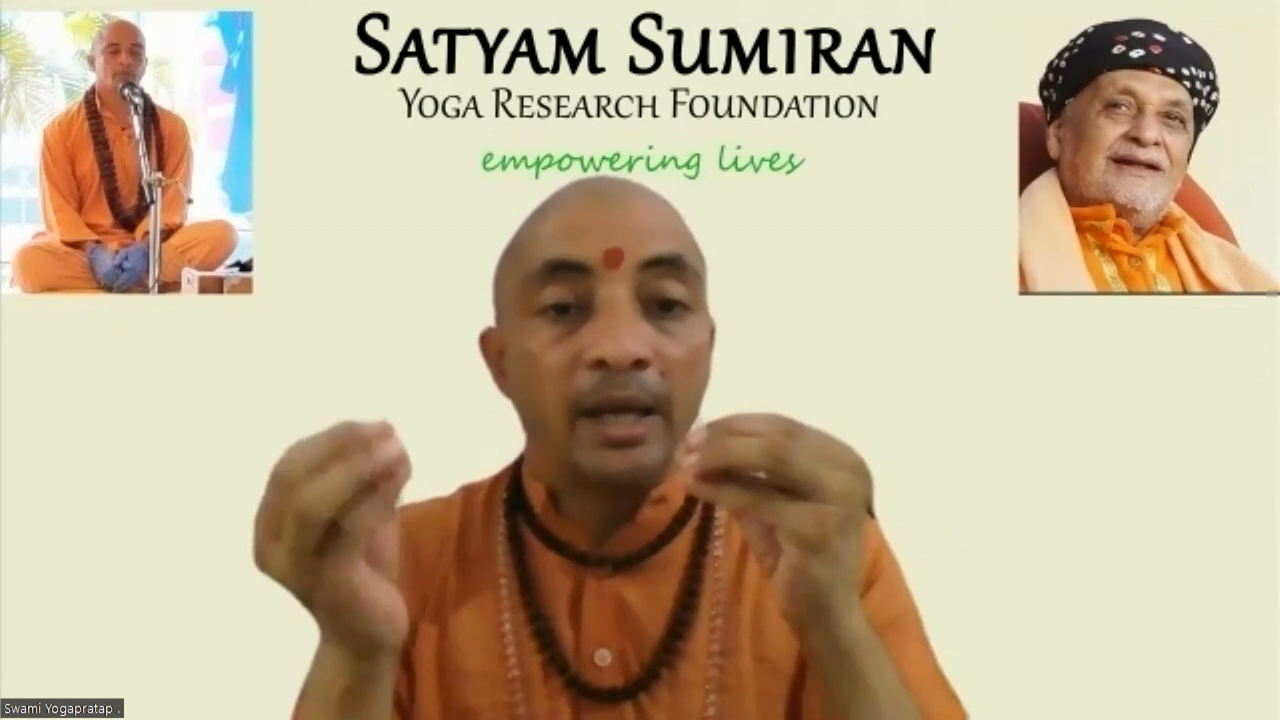 SATYAM SUMIRAN
YOGA RESEARCH FOUNDATION
empowering lives
Swami Yogapratap .